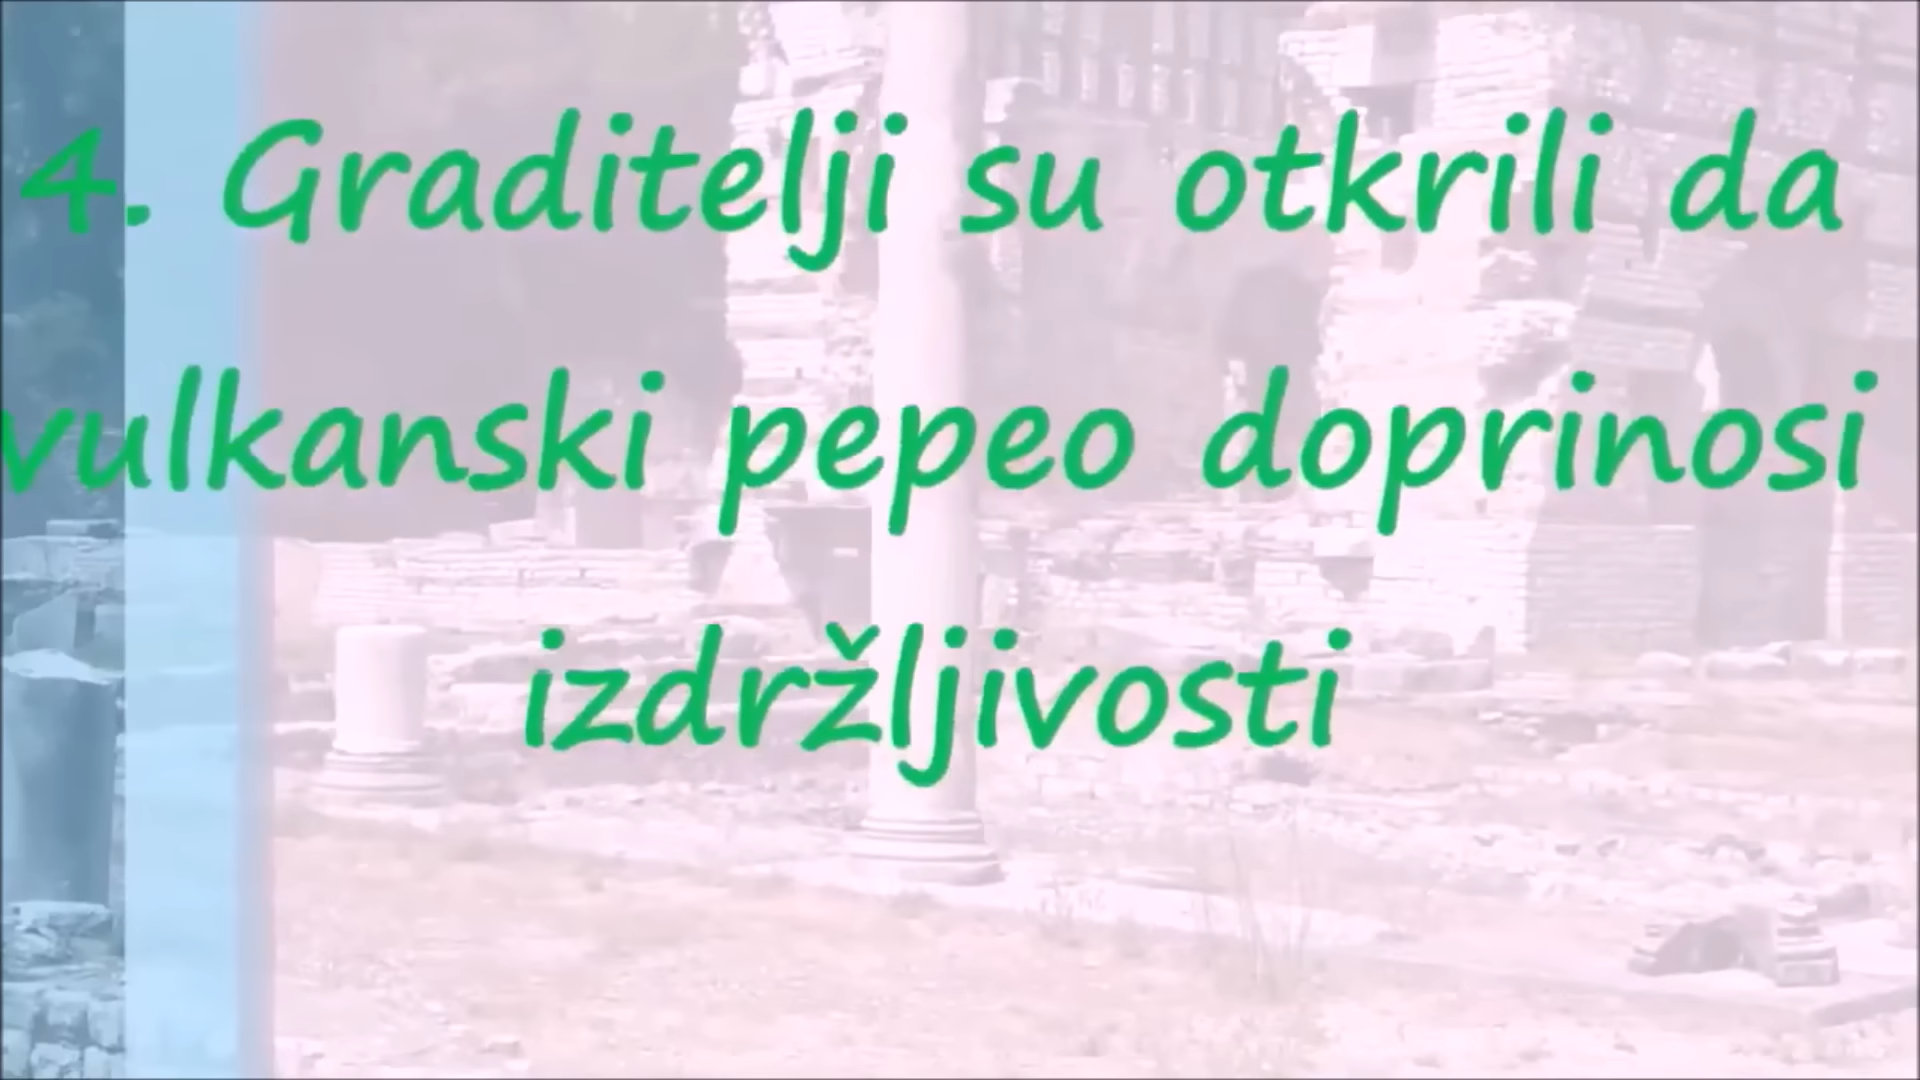 4. Graditelji su otkrili da
vulkanski pepeo doprinosi
izdržljivosti